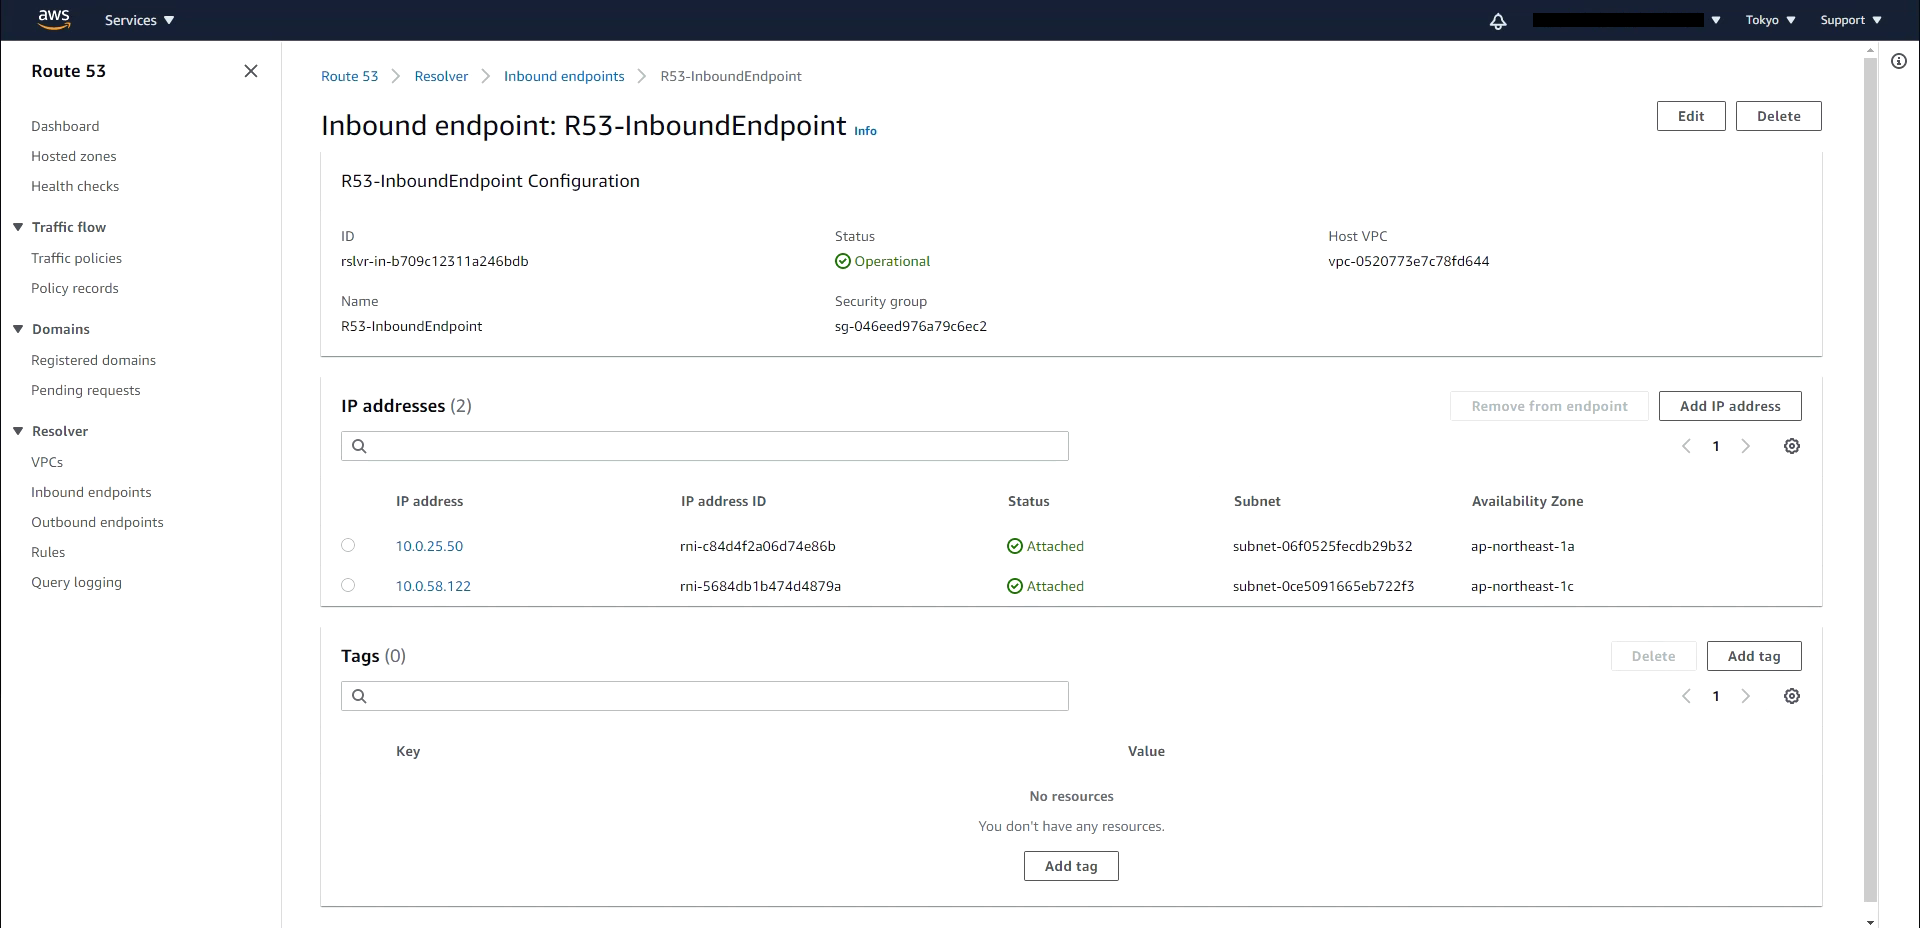 aws
Services
Tokyo
Support
Route 53
Dashboard
Hosted zones
Health checks
Traffic flow
Traffic policies
Policy records
Domains
Registered domains
Pending requests
Resolver
VPCs
Inbound endpoints
Outbound endpoints
Rules
Query logging
Route 53 Resolver Inbound endpoints R53-InboundEndpoint
Inbound endpoint: R53-InboundEndpoint Info
Edit Delete
R53-InboundEndpoint Configuration
ID Status Host VPC
rslvr-in-b709c12311a246bdb Operational vpc-0520773e7c78fd644
Name Security group
R53-InboundEndpoint sg-046eed976a79c6ec2
IP addresses (2) Remove from endpoint Add IP address
1
IP address IP address ID Status Subnet Availability Zone
10.0.25.50 rni-c84d4f2a06d74e86b Attached subnet-06f0525fecdb29b32 ap-northeast-1a
10.0.58.122 rni-5684db1b474d4879a Attached subnet-0ce5091665eb722f3 ap-northeast-1c
Tags (0) Delete Add tag
1
Key Value
No resources
You don't have any resources.
Add tag